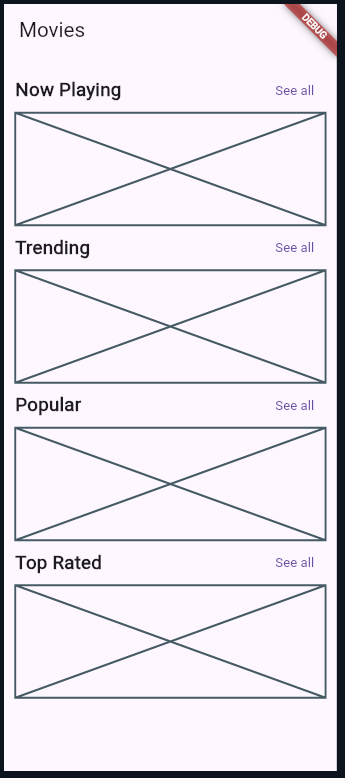 Movies
DEBUG
Now Playing
See all
Trending
See all
Popular
See all
Top Rated
See all